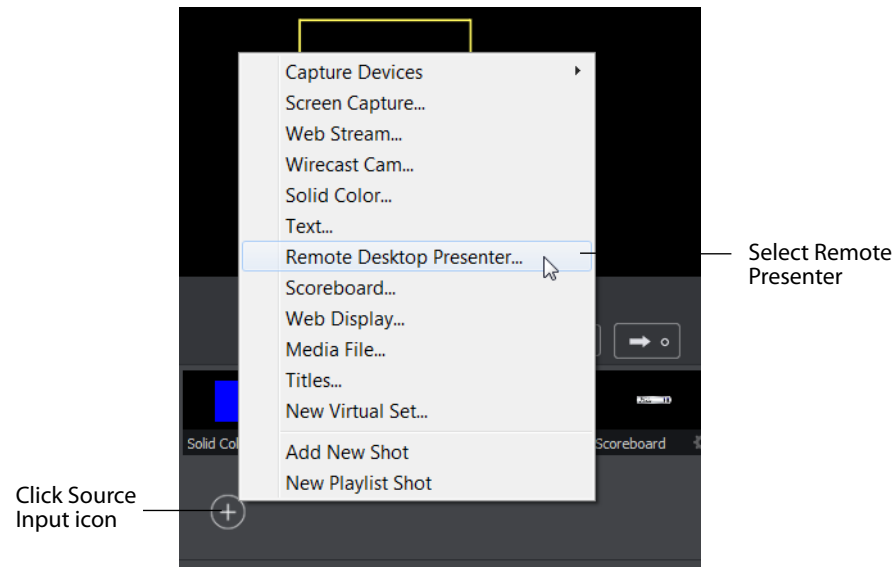 Capture Devices
Screen Capture...
Web Stream...
Wirecast Cam...
Solid Color...
Text...
Remote Desktop Presenter...
Select Remote
Presenter
Scoreboard...
Web Display...
Media File...
Titles...
New Virtual Set...
Solid Col
Scoreboard
Add New Shot
New Playlist Shot
Click Source
Input icon